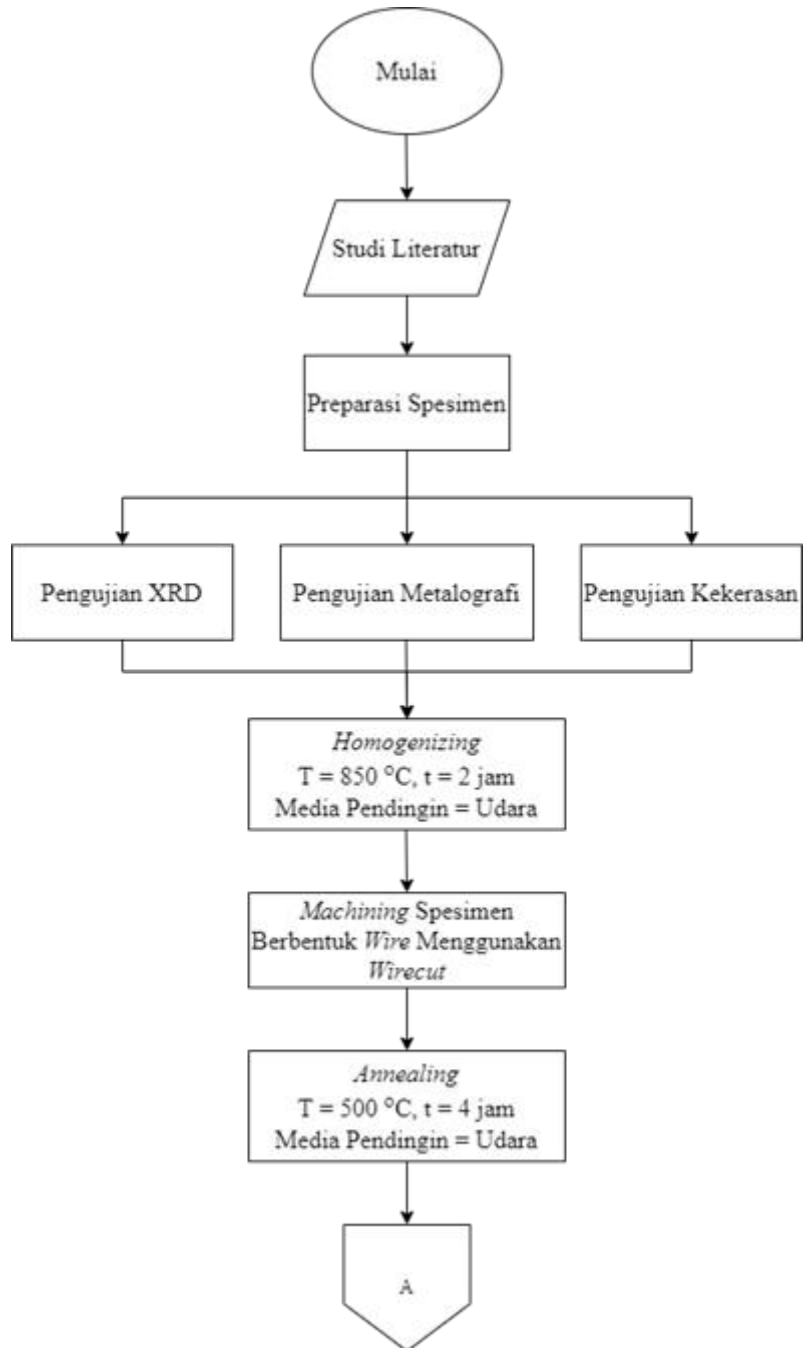 Mulai
Studi Literatur
Preparasi Spesimen
Pengujian XRD
Pengujian Metalografi
Pengujian Kekerasan
Homogenizing
T = 850 °C, t = 2 jam
Media Pendingin = Udara
Machining Spesimen
Berbentuk Wire Menggunakan
Wirecut
Annealing
T = 500 °C, t = 4 jam
Media Pendingin = Udara
A